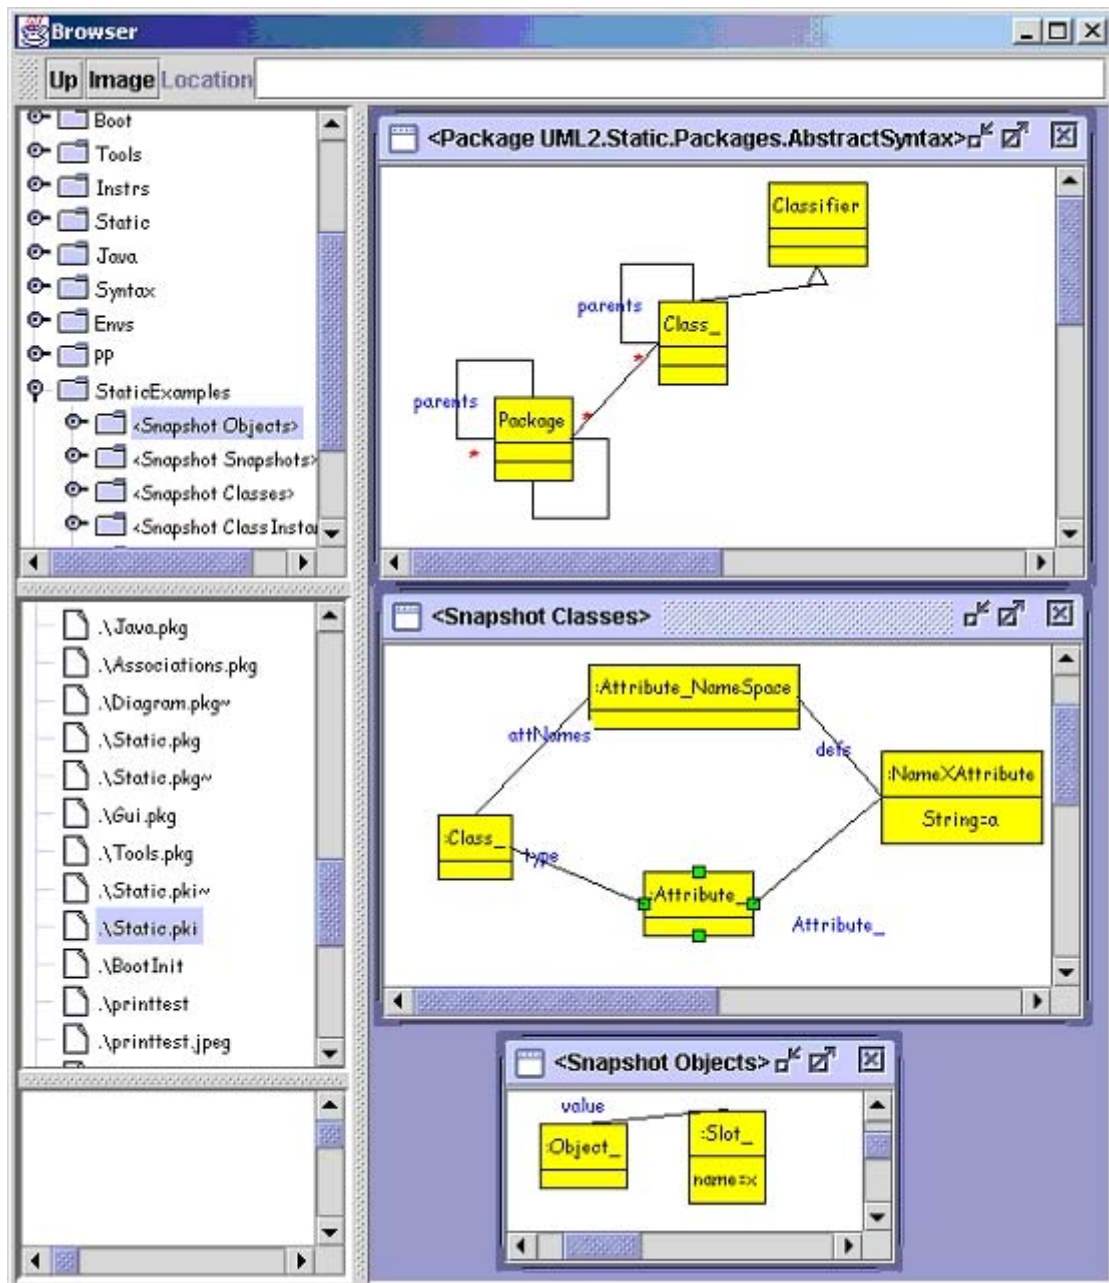 Browser
Up Image Location
Boot
Tools
Instrs
Static
Java
Syntax
Envs
PP
StaticExamples
<Snapshot Objects>
<Snapshot Snapshots>
<Snapshot Classes>
<Snapshot ClassInstan
.\Java.pkg
.\Associations.pkg
.\Diagram.pkg~
.\Static.pkg
.\Static.pkg~
.\Gui.pkg
.\Tools.pkg
.\Static.pki~
.\Static.pki
.\BootInit
.\printtest
.\printtest.jpeg
<Package UML2.Static.Packages.AbstractSyntax>
Classifier
parents
Class_
*
parents
Package
*
*
<Snapshot Classes>
:Attribute_NameSpace
attNames
defs
:NameXAttribute
String=a
:Class_
type
:Attribute_
Attribute_
<Snapshot Objects>
value
:Object_
:Slot_
name=x